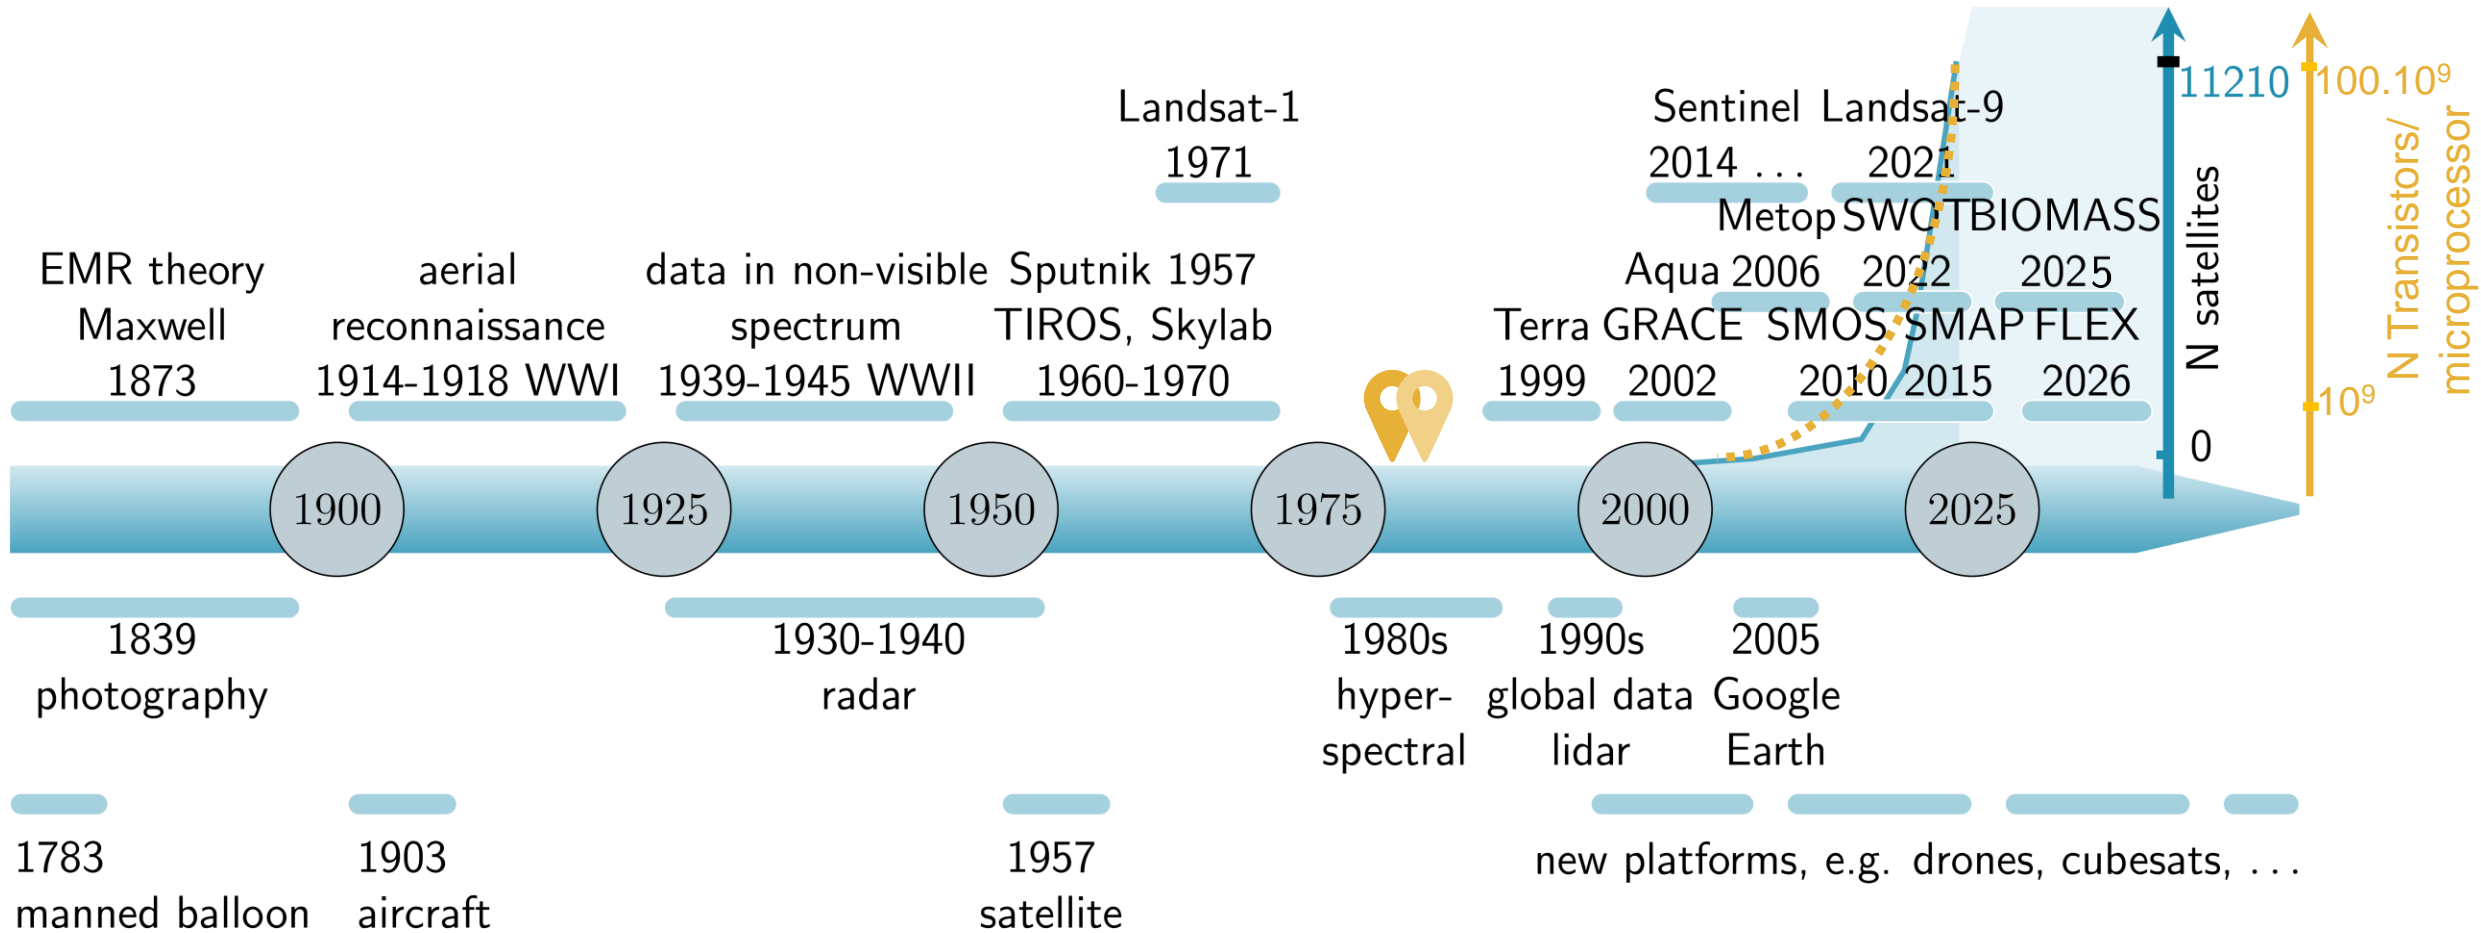 Landsat-1
1971
Sentinel
2014 ...
Landsat-9
2021
Metop
2006
SWOT
2022
BIOMASS
2025
EMR theory
Maxwell
1873
aerial
reconnaissance
1914-1918 WWI
data in non-visible
spectrum
1939-1945 WWII
Sputnik 1957
TIROS, Skylab
1960-1970
Terra
1999
Aqua
GRACE
2002
SMOS
2010
SMAP
2015
FLEX
2026
11210
N satellites
0
100.10⁹
10⁹
N Transistors/
microprocessor
1900
1925
1950
1975
2000
2025
1839
photography
1930-1940
radar
1980s
hyper-
spectral
1990s
global data
lidar
2005
Google
Earth
1783
manned balloon
1903
aircraft
1957
satellite
new platforms, e.g. drones, cubesats, ...